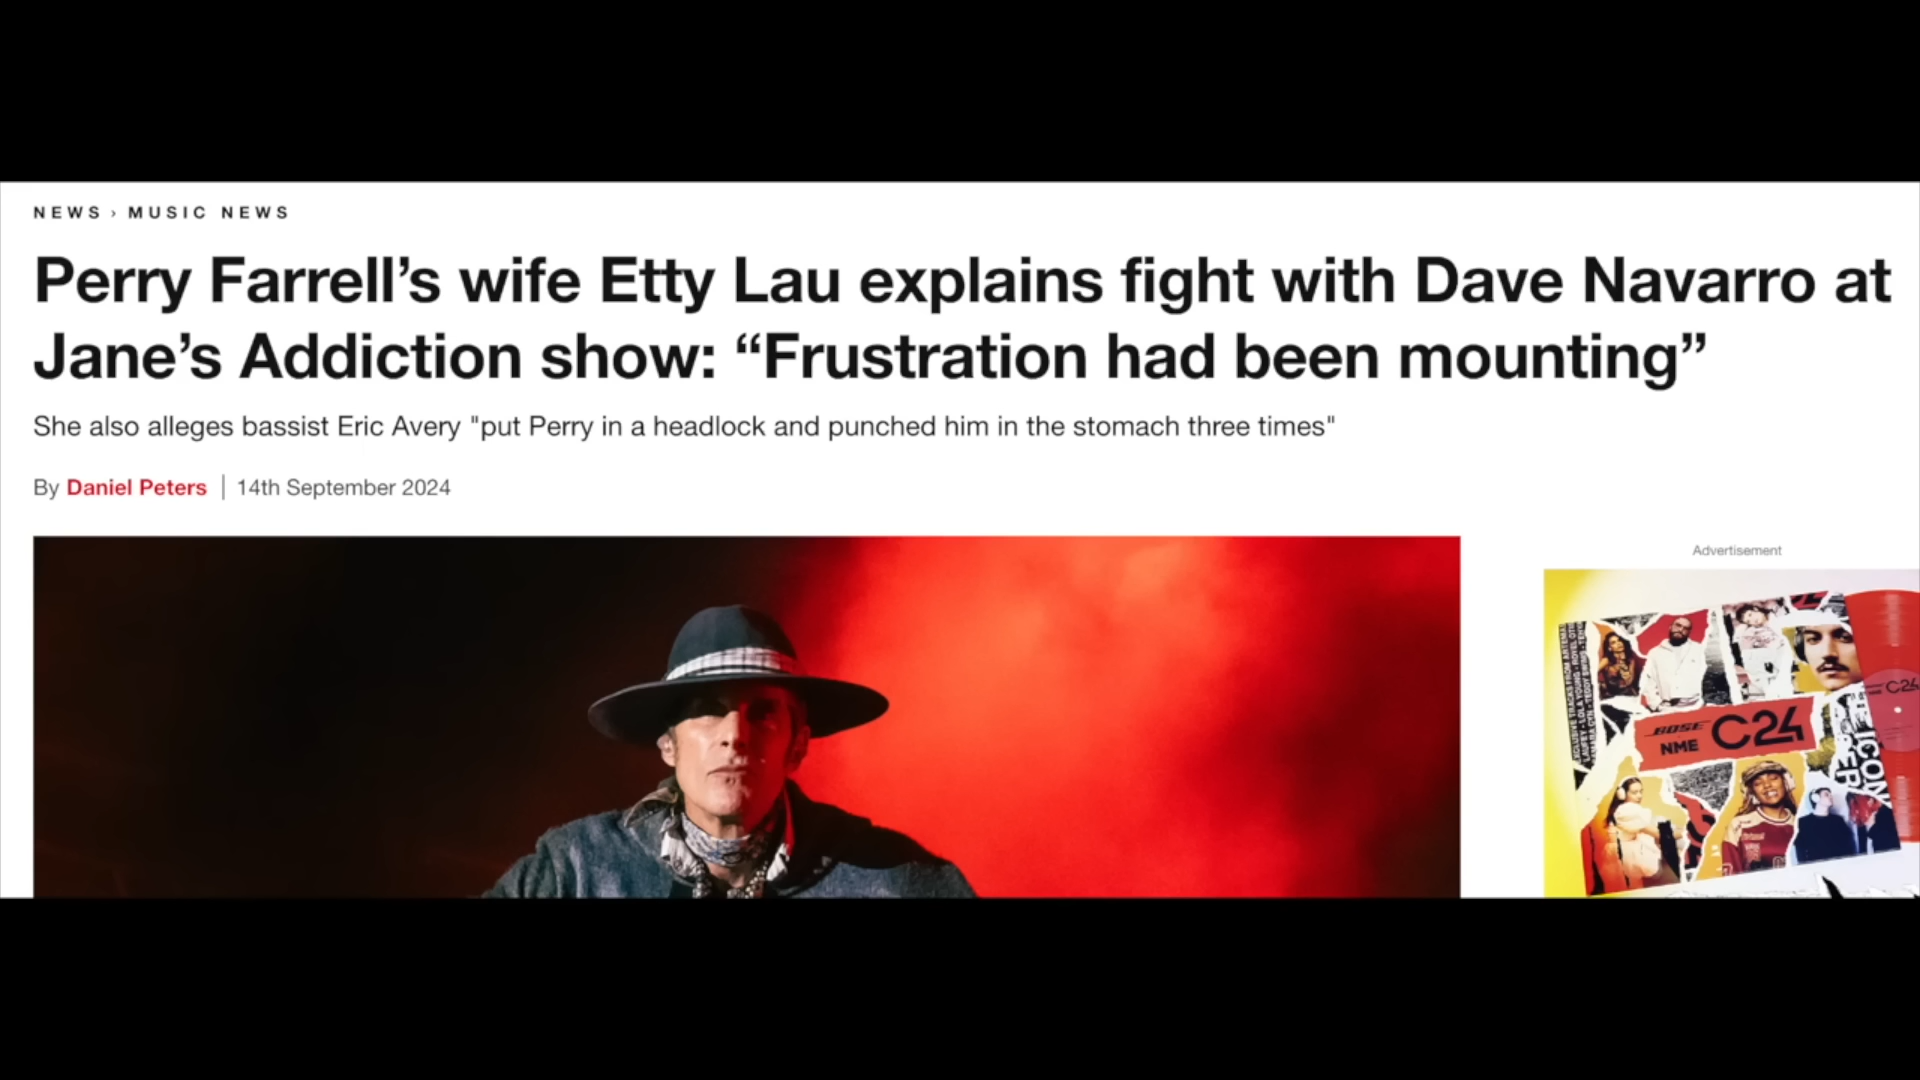 NEWS › MUSIC NEWS
Perry Farrell’s wife Etty Lau explains fight with Dave Navarro at
Jane’s Addiction show: “Frustration had been mounting”
She also alleges bassist Eric Avery "put Perry in a headlock and punched him in the stomach three times"
By Daniel Peters | 14th September 2024
Advertisement
BOSE
NME C24
C24